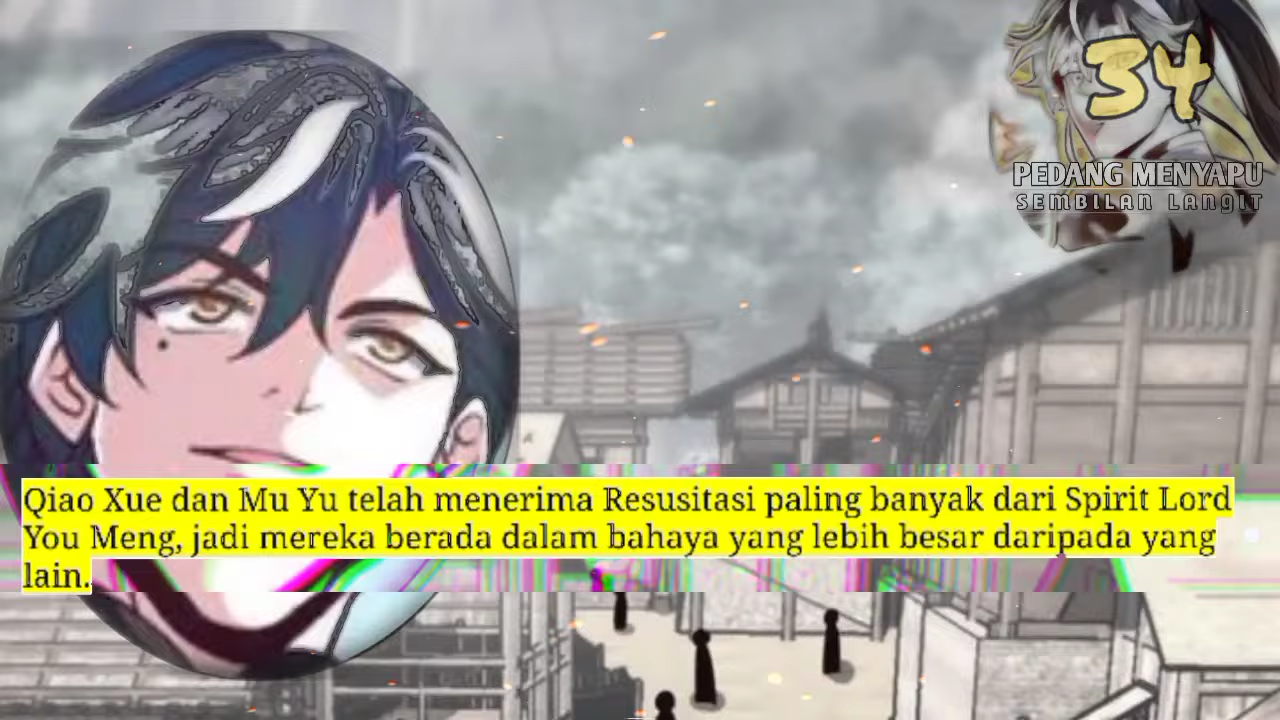 34
PEDANG MENYAPU
SEMBILAN LANGIT
Qiao Xue dan Mu Yu telah menerima Resusitasi paling banyak dari Spirit Lord
You Meng, jadi mereka berada dalam bahaya yang lebih besar daripada yang
lain.